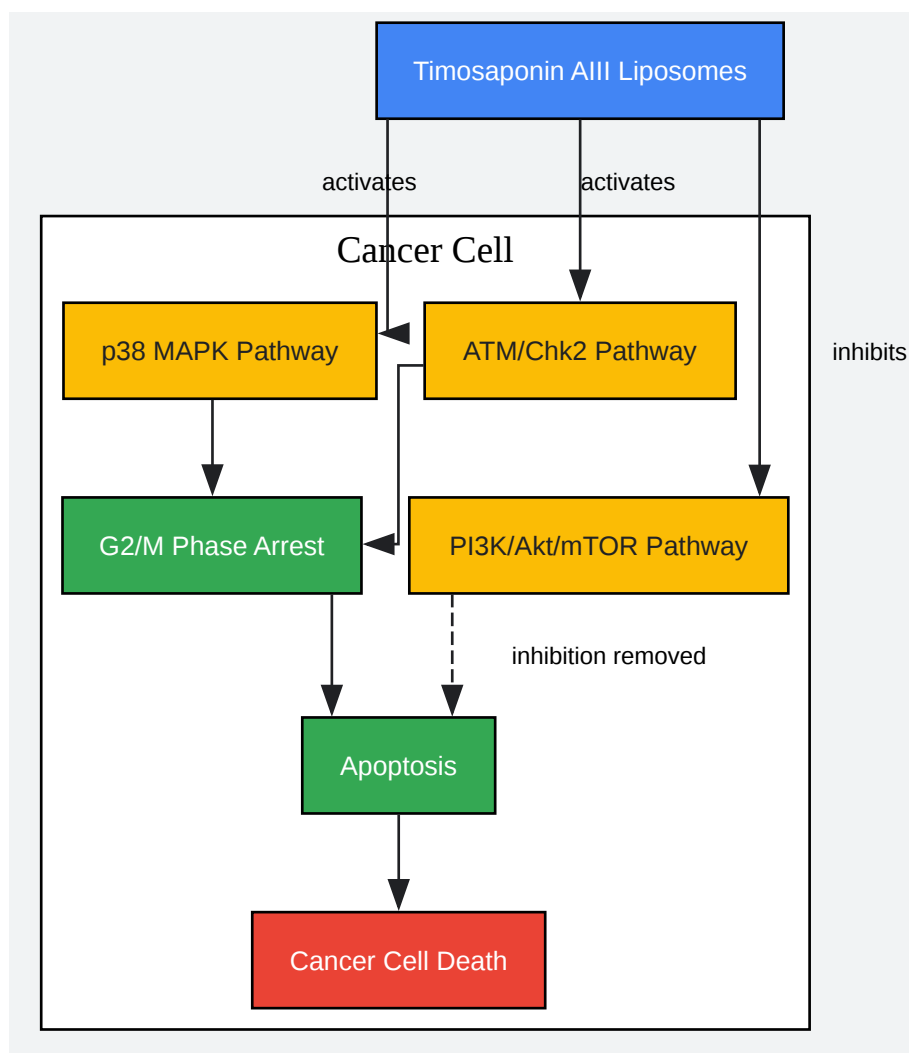 Timosaponin AIII Liposomes
activates
activates
Cancer Cell
p38 MAPK Pathway
ATM/Chk2 Pathway
inhibits
G2/M Phase Arrest
PI3K/Akt/mTOR Pathway
inhibition removed
Apoptosis
Cancer Cell Death